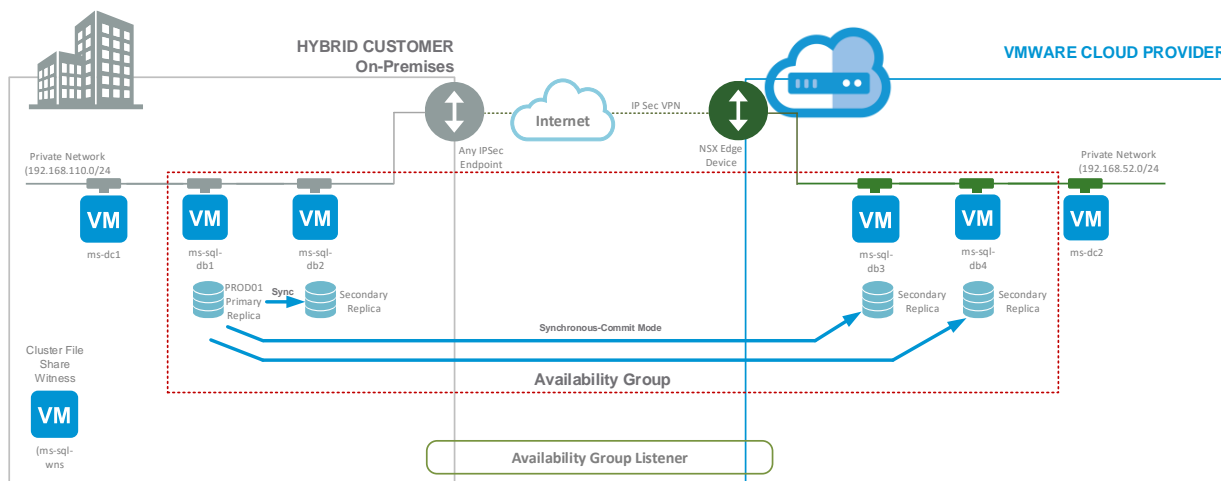 HYBRID CUSTOMER
On-Premises
VMWARE CLOUD PROVIDER
Internet
IP Sec VPN
Any IPSec
Endpoint
NSX Edge
Device
Private Network
(192.168.110.0/24
Private Network
(192.168.52.0/24
VM
ms-dc1
VM
ms-sql-
db1
VM
ms-sql-
db2
VM
ms-sql-
db3
VM
ms-sql-
db4
VM
ms-dc2
PROD01
Primary
Replica
Sync
Secondary
Replica
Secondary
Replica
Secondary
Replica
Synchronous-Commit Mode
Availability Group
Cluster File
Share
Witness
VM
(ms-sql-
wns
Availability Group Listener